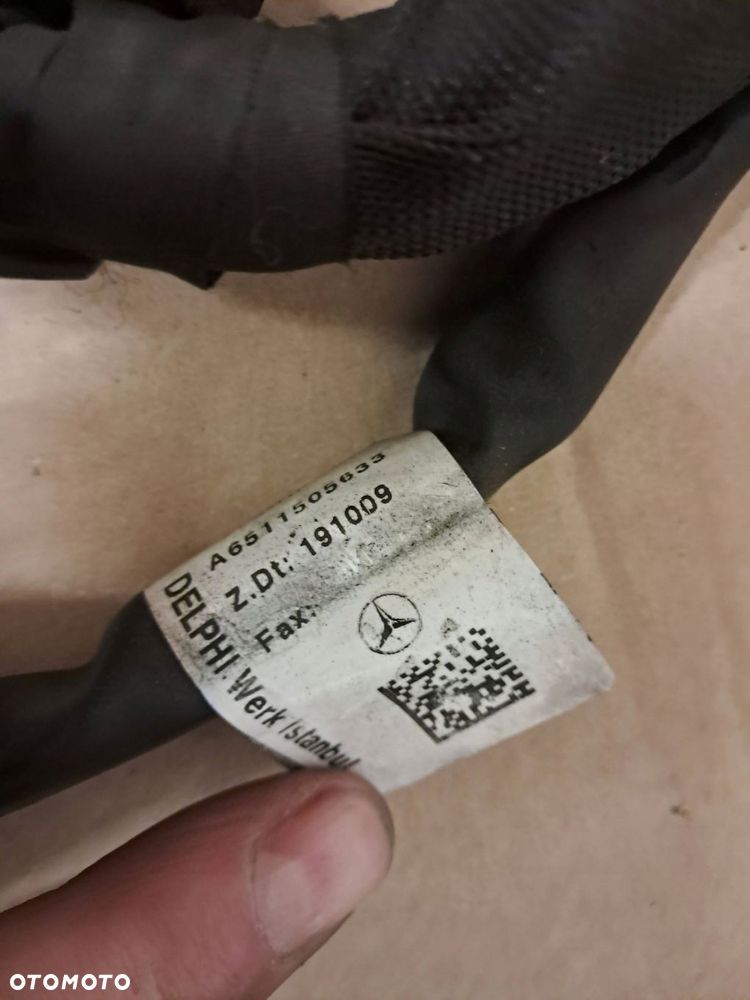 A6511505633
Z.Dt: 191009
Fax:
DELPHI Werk Istanbul
OTOMOTO